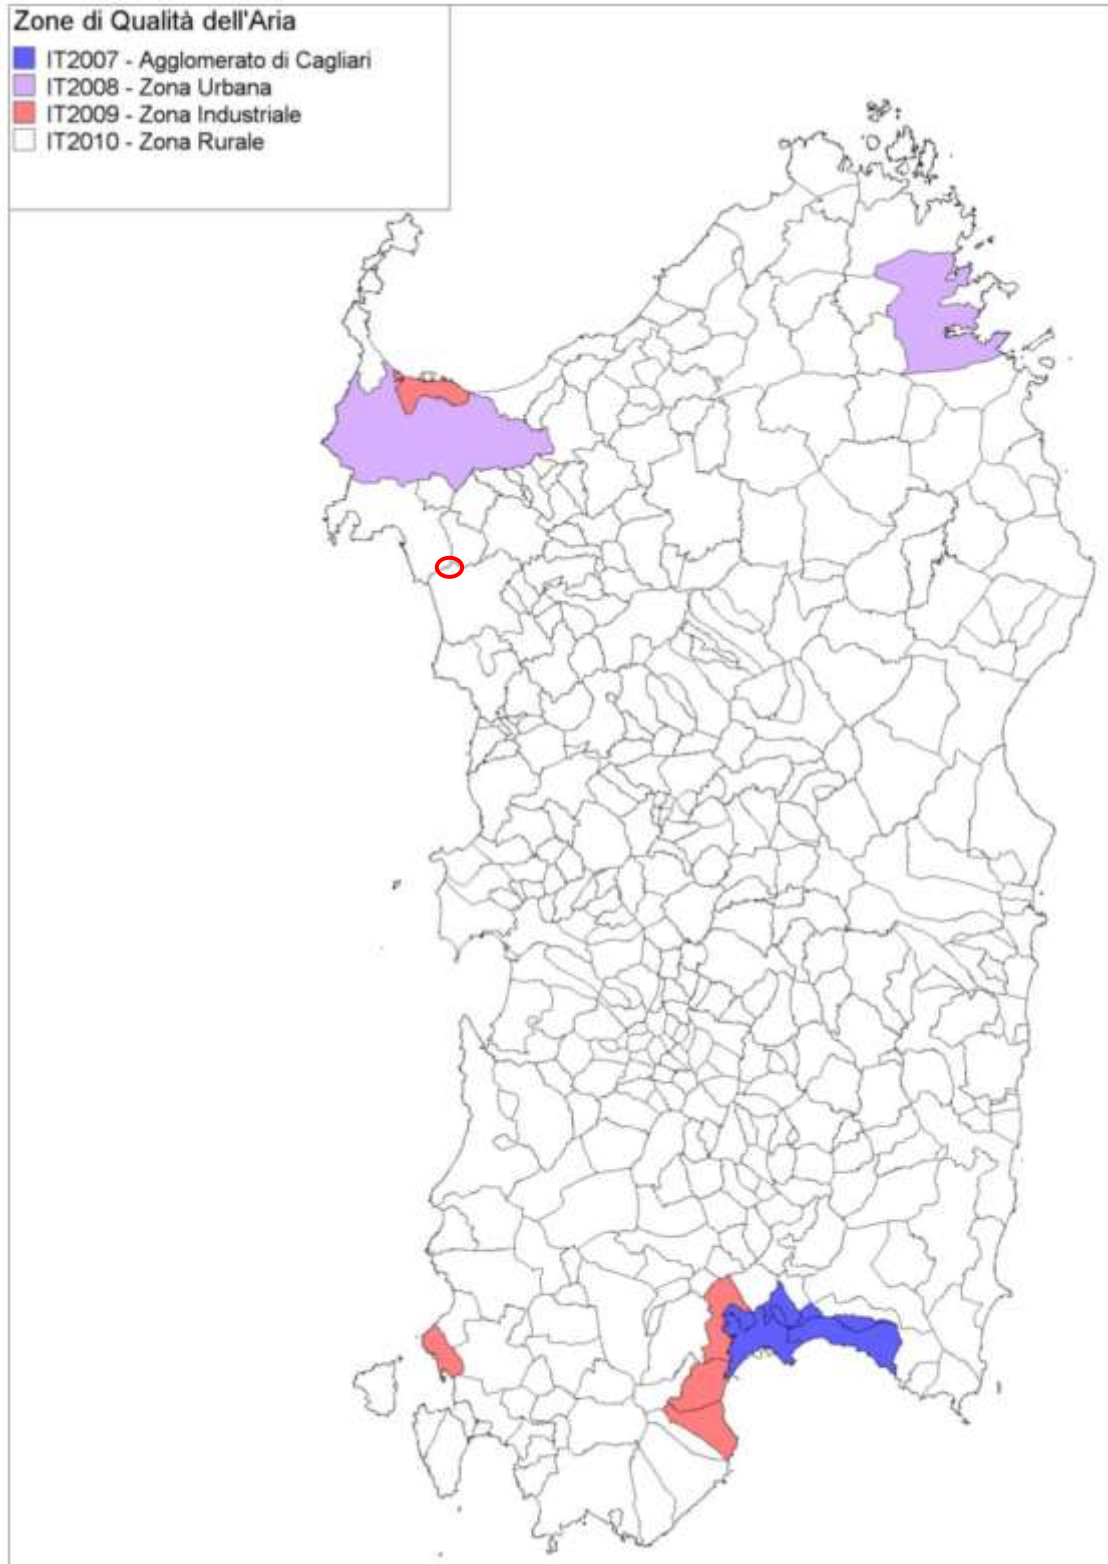 Zone di Qualità dell'Aria
IT2007 - Agglomerato di Cagliari
IT2008 - Zona Urbana
IT2009 - Zona Industriale
IT2010 - Zona Rurale